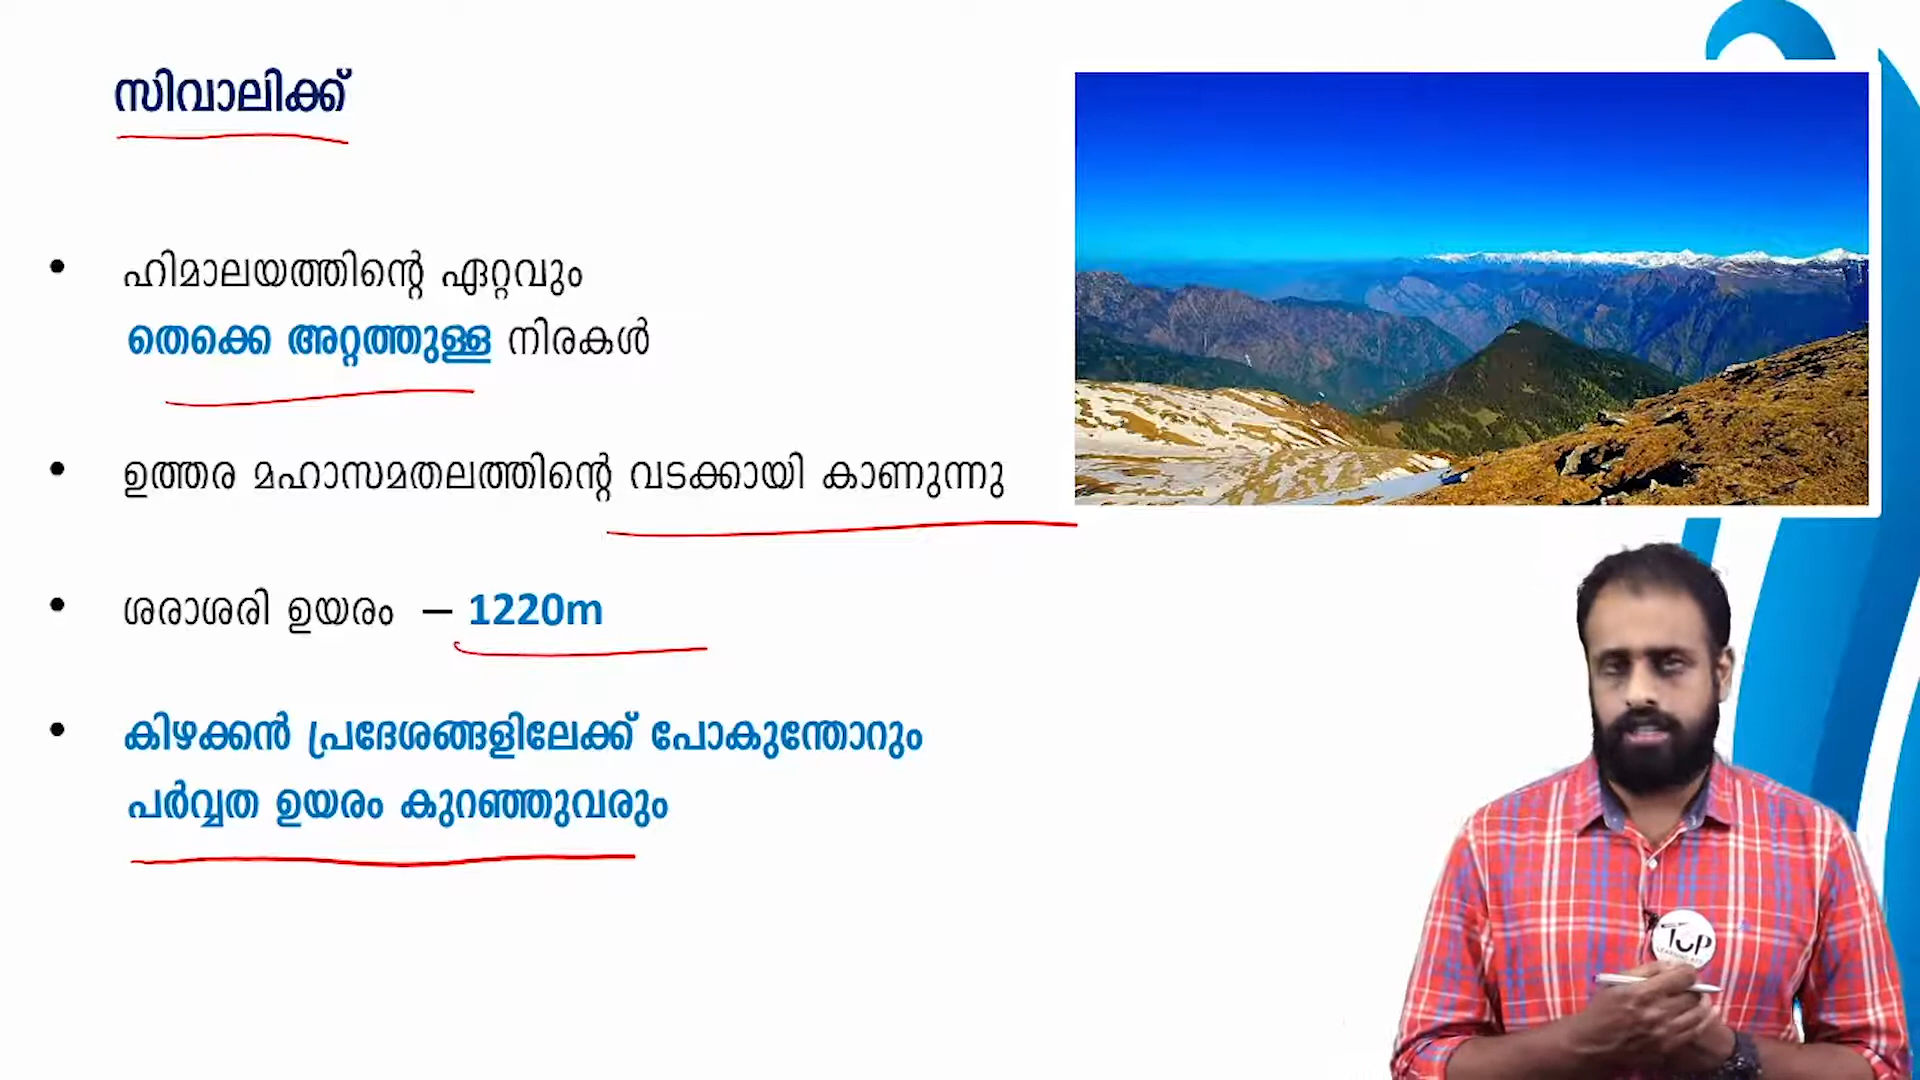 സിവാലിക്ക്
• ഹിമാലയത്തിന്റെ ഏറ്റവും
തെക്കെ അറ്റത്തുള്ള നിരകൾ
• ഉത്തര മഹാസമതലത്തിന്റെ വടക്കായി കാണുന്നു
• ശരാശരി ഉയരം – 1220m
• കിഴക്കൻ പ്രദേശങ്ങളിലേക്ക് പോകുന്തോറും
പർവ്വത ഉയരം കുറഞ്ഞുവരും
TOP